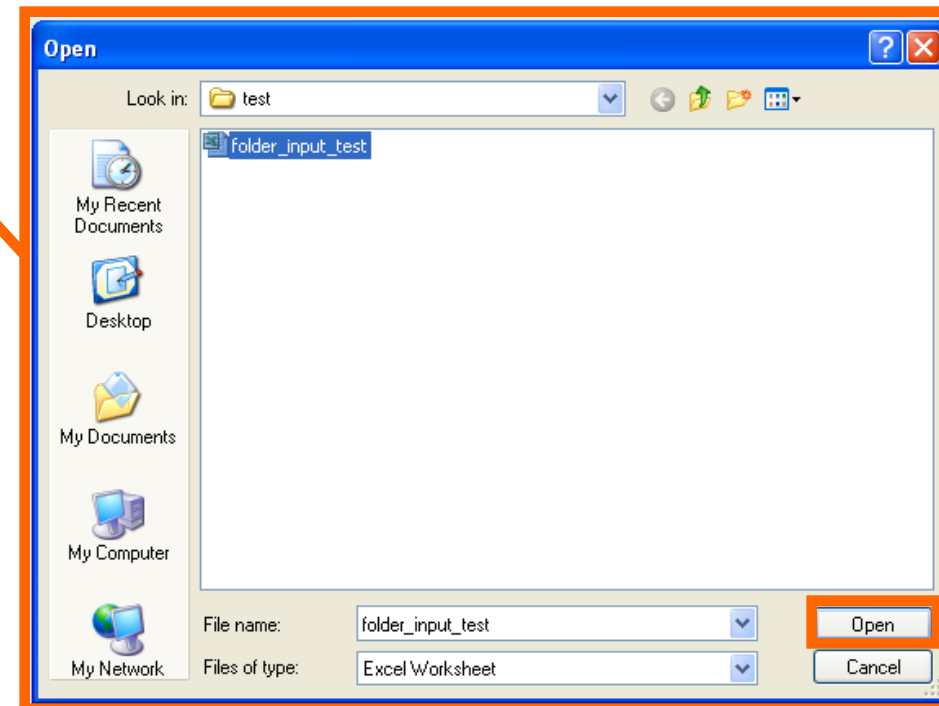 Open
Look in: test
folder_input_test
My Recent
Documents
Desktop
My Documents
My Computer
My Network
File name: folder_input_test Open
Files of type: Excel Worksheet Cancel